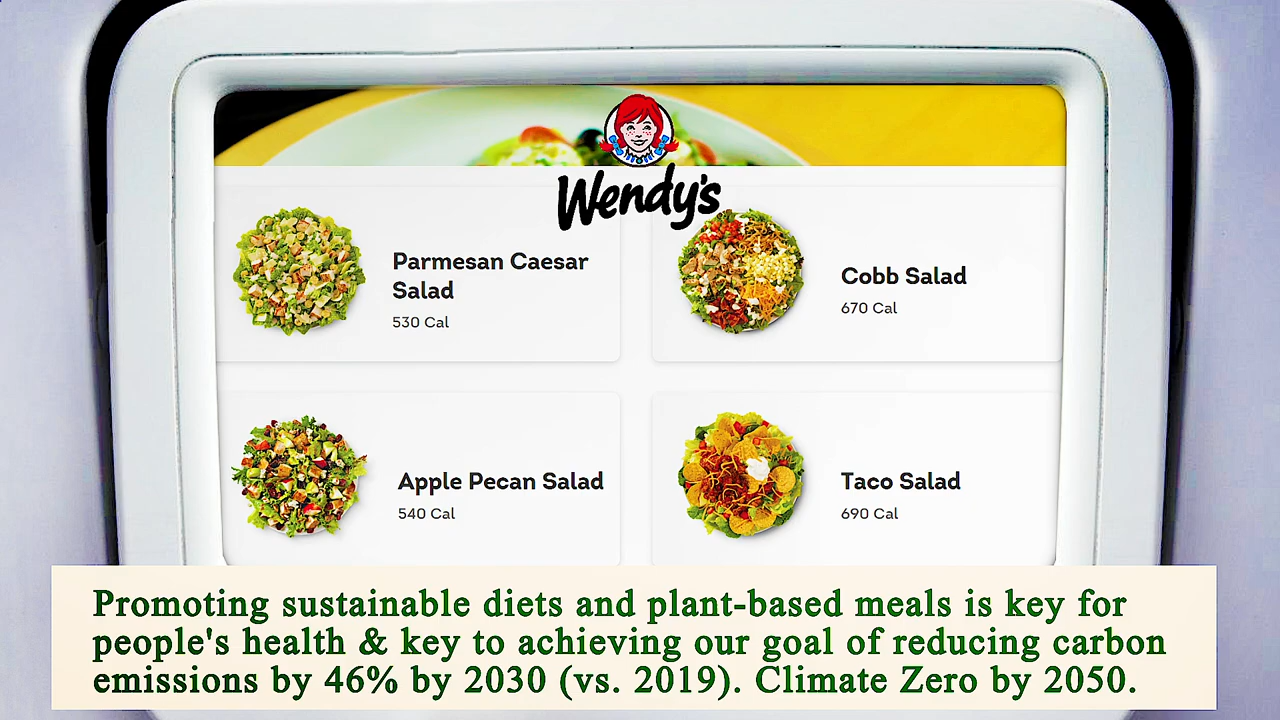 Wendy's
Parmesan Caesar
Salad
530 Cal
Cobb Salad
670 Cal
Apple Pecan Salad
540 Cal
Taco Salad
690 Cal
Promoting sustainable diets and plant-based meals is key for
people's health & key to achieving our goal of reducing carbon
emissions by 46% by 2030 (vs. 2019). Climate Zero by 2050.